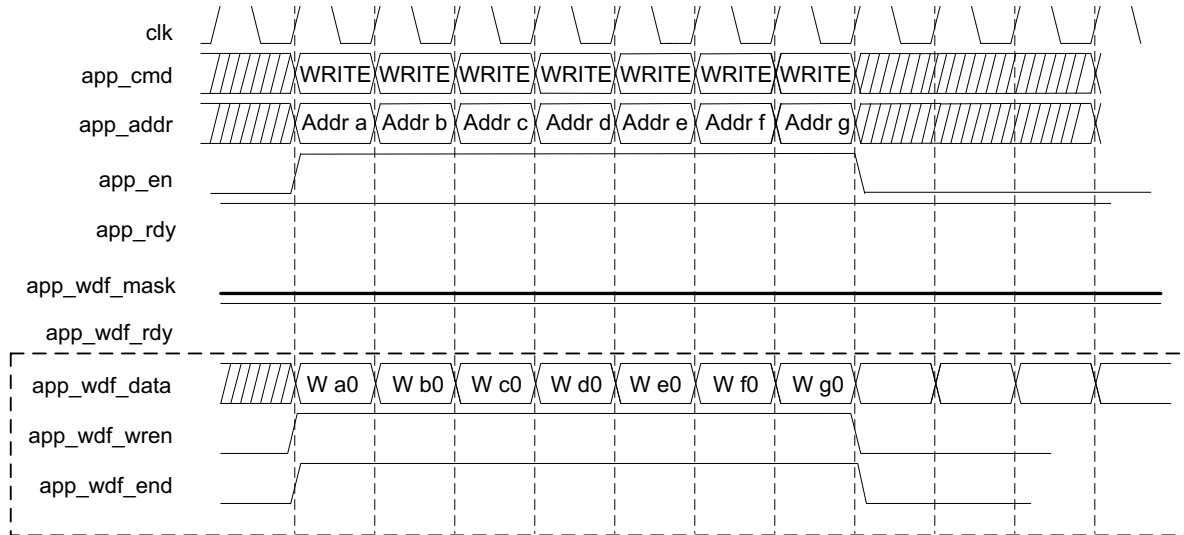 clk
app_cmd WRITE WRITE WRITE WRITE WRITE WRITE WRITE
app_addr Addr a Addr b Addr c Addr d Addr e Addr f Addr g
app_en
app_rdy
app_wdf_mask
app_wdf_rdy
app_wdf_data W a0 W b0 W c0 W d0 W e0 W f0 W g0
app_wdf_wren
app_wdf_end